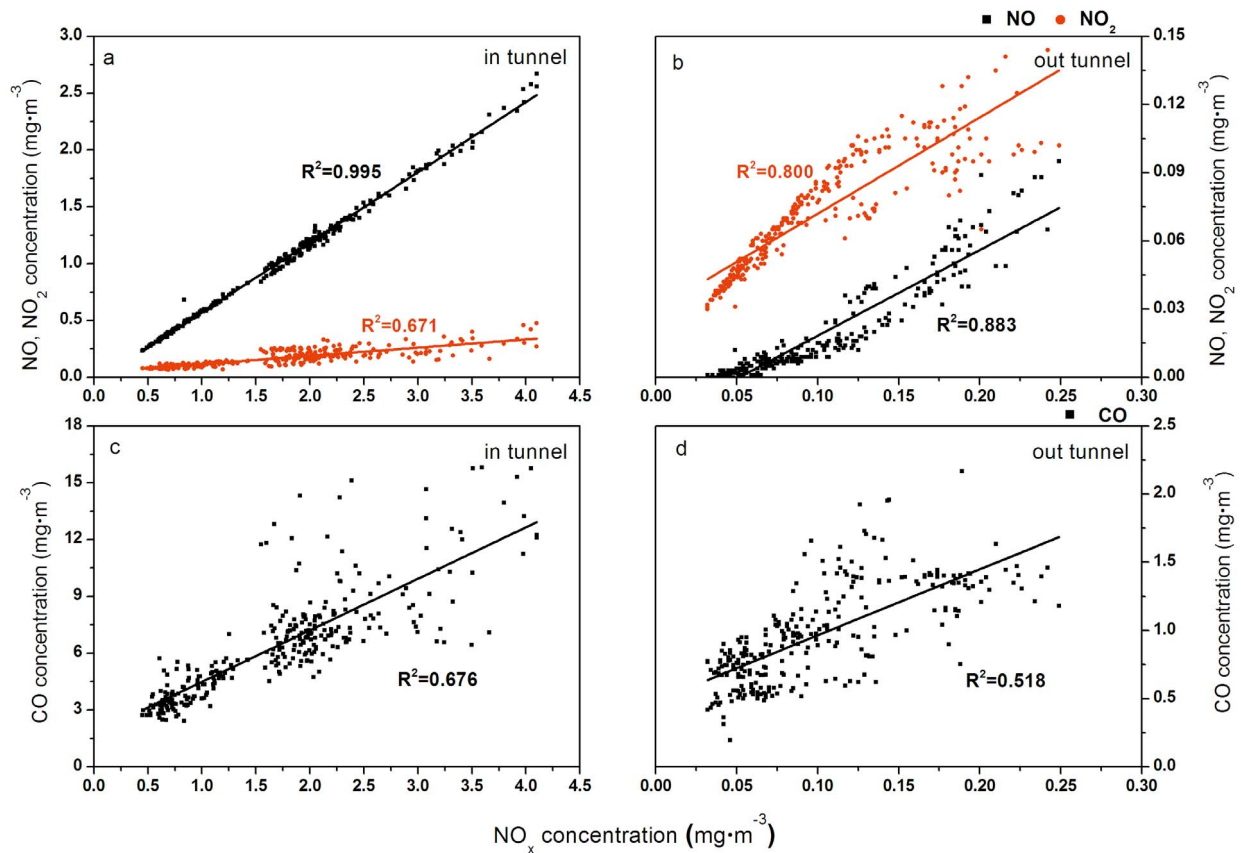 NO NO₂
a in tunnel
b out tunnel
NO, NO₂ concentration (mg·m⁻³)
3.0
2.5
2.0
1.5
1.0
0.5
0.0
R²=0.995
R²=0.671
0.0 0.5 1.0 1.5 2.0 2.5 3.0 3.5 4.0 4.5
R²=0.800
R²=0.883
0.15
0.12
0.09
0.06
0.03
0.00
NO, NO₂ concentration (mg·m⁻³)
0.00 0.05 0.10 0.15 0.20 0.25 0.30
CO
c in tunnel
d out tunnel
CO concentration (mg·m⁻³)
18
15
12
9
6
3
0
R²=0.676
0.0 0.5 1.0 1.5 2.0 2.5 3.0 3.5 4.0 4.5
R²=0.518
2.5
2.0
1.5
1.0
0.5
0.0
CO concentration (mg·m⁻³)
0.00 0.05 0.10 0.15 0.20 0.25 0.30
NOₓ concentration (mg·m⁻³)